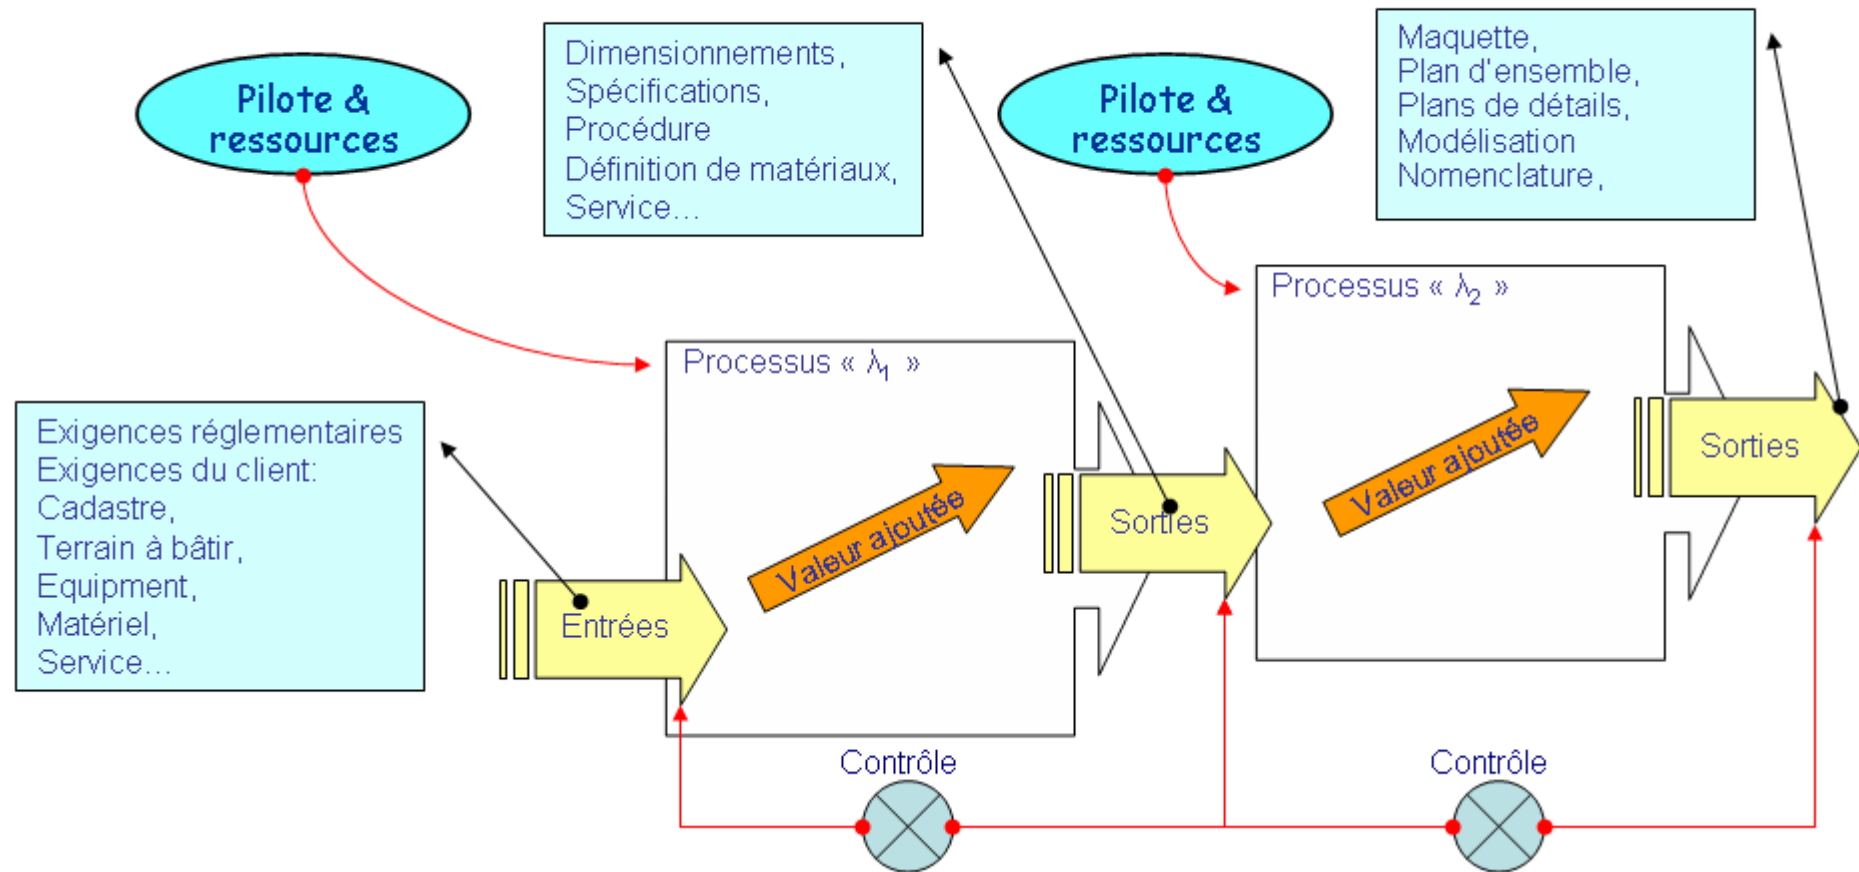 Pilote &
ressources
Dimensionnements,
Spécifications,
Procédure
Définition de matériaux,
Service...
Pilote &
ressources
Maquette,
Plan d'ensemble,
Plans de détails,
Modélisation
Nomenclature,
Exigences réglementaires
Exigences du client:
Cadastre,
Terrain à bâtir,
Equipment,
Matériel,
Service...
Entrées
Processus « λ1 »
Valeur ajoutée
Sorties
Processus « λ2 »
Valeur ajoutée
Sorties
Contrôle
Contrôle